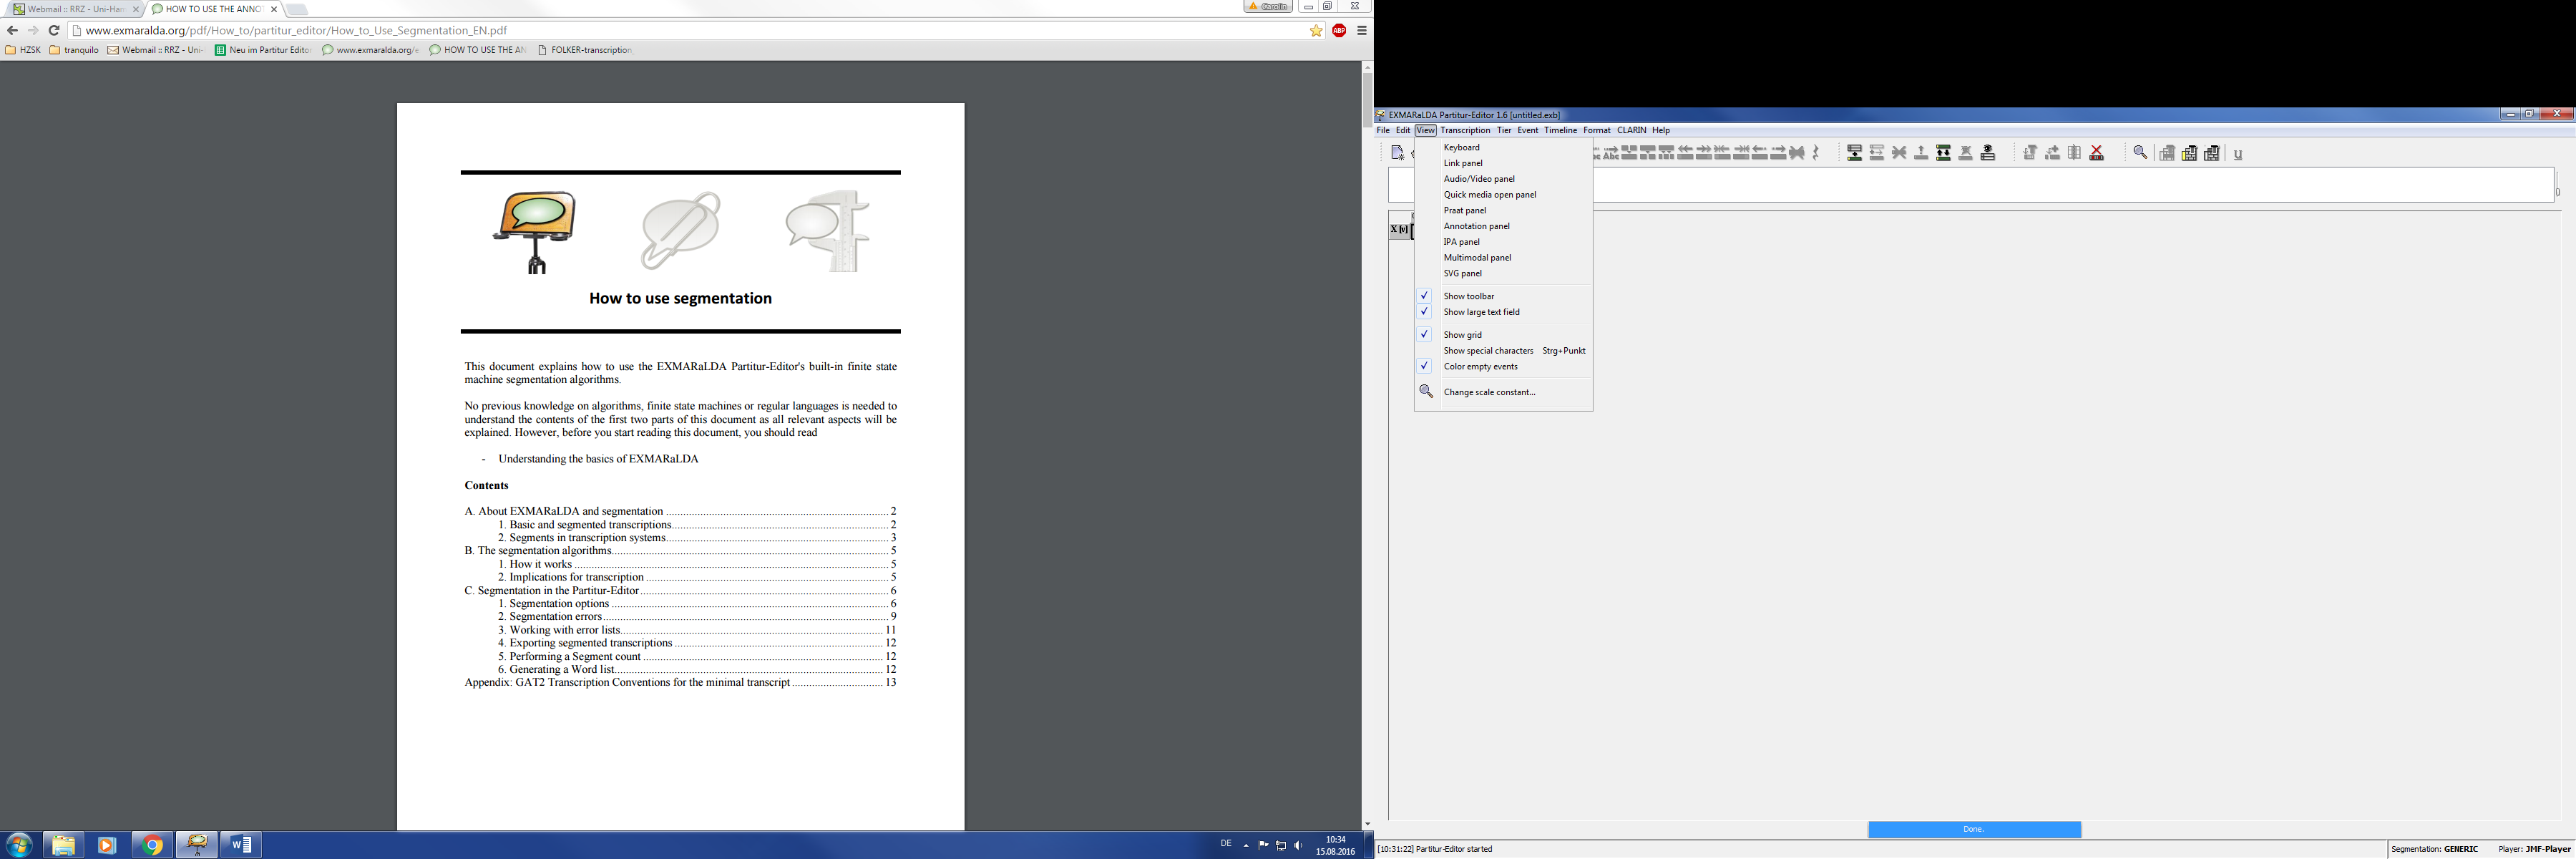 Webmail :: RRZ - Uni-Ham
HOW TO USE THE ANNO
Carolin
www.exmaralda.org/pdf/How_to/partitur_editor/How_to_Use_Segmentation_EN.pdf
ABP
HZSK
tranquilo
Webmail :: RRZ - Uni-
Neu im Partitur Editor
www.exmaralda.org/e
HOW TO USE THE AN
FOLKER-transcription_
How to use segmentation
This document explains how to use the EXMARaLDA Partitur-Editor's built-in finite state
machine segmentation algorithms.
No previous knowledge on algorithms, finite state machines or regular languages is needed to
understand the contents of the first two parts of this document as all relevant aspects will be
explained. However, before you start reading this document, you should read
- Understanding the basics of EXMARaLDA
Contents
A. About EXMARaLDA and segmentation ........ 2
1. Basic and segmented transcriptions ........ 2
2. Segments in transcription systems ........ 3
B. The segmentation algorithms ........ 5
1. How it works ........ 5
2. Implications for transcription ........ 5
C. Segmentation in the Partitur-Editor ........ 6
1. Segmentation options ........ 6
2. Segmentation errors ........ 9
3. Working with error lists ........ 11
4. Exporting segmented transcriptions ........ 12
5. Performing a Segment count ........ 12
6. Generating a Word list ........ 12
Appendix: GAT2 Transcription Conventions for the minimal transcript ........ 13
DE
10:34
15.08.2016
EXMARaLDA Partitur-Editor 1.6 [untitled.exb]
File Edit View Transcription Tier Event Timeline Format CLARIN Help
Abc
X [v]
Keyboard
Link panel
Audio/Video panel
Quick media open panel
Praat panel
Annotation panel
IPA panel
Multimodal panel
SVG panel
Show toolbar
Show large text field
Show grid
Show special characters Strg+Punkt
Color empty events
Change scale constant...
Done.
[10:31:22] Partitur-Editor started
Segmentation: GENERIC Player: JMF-Player